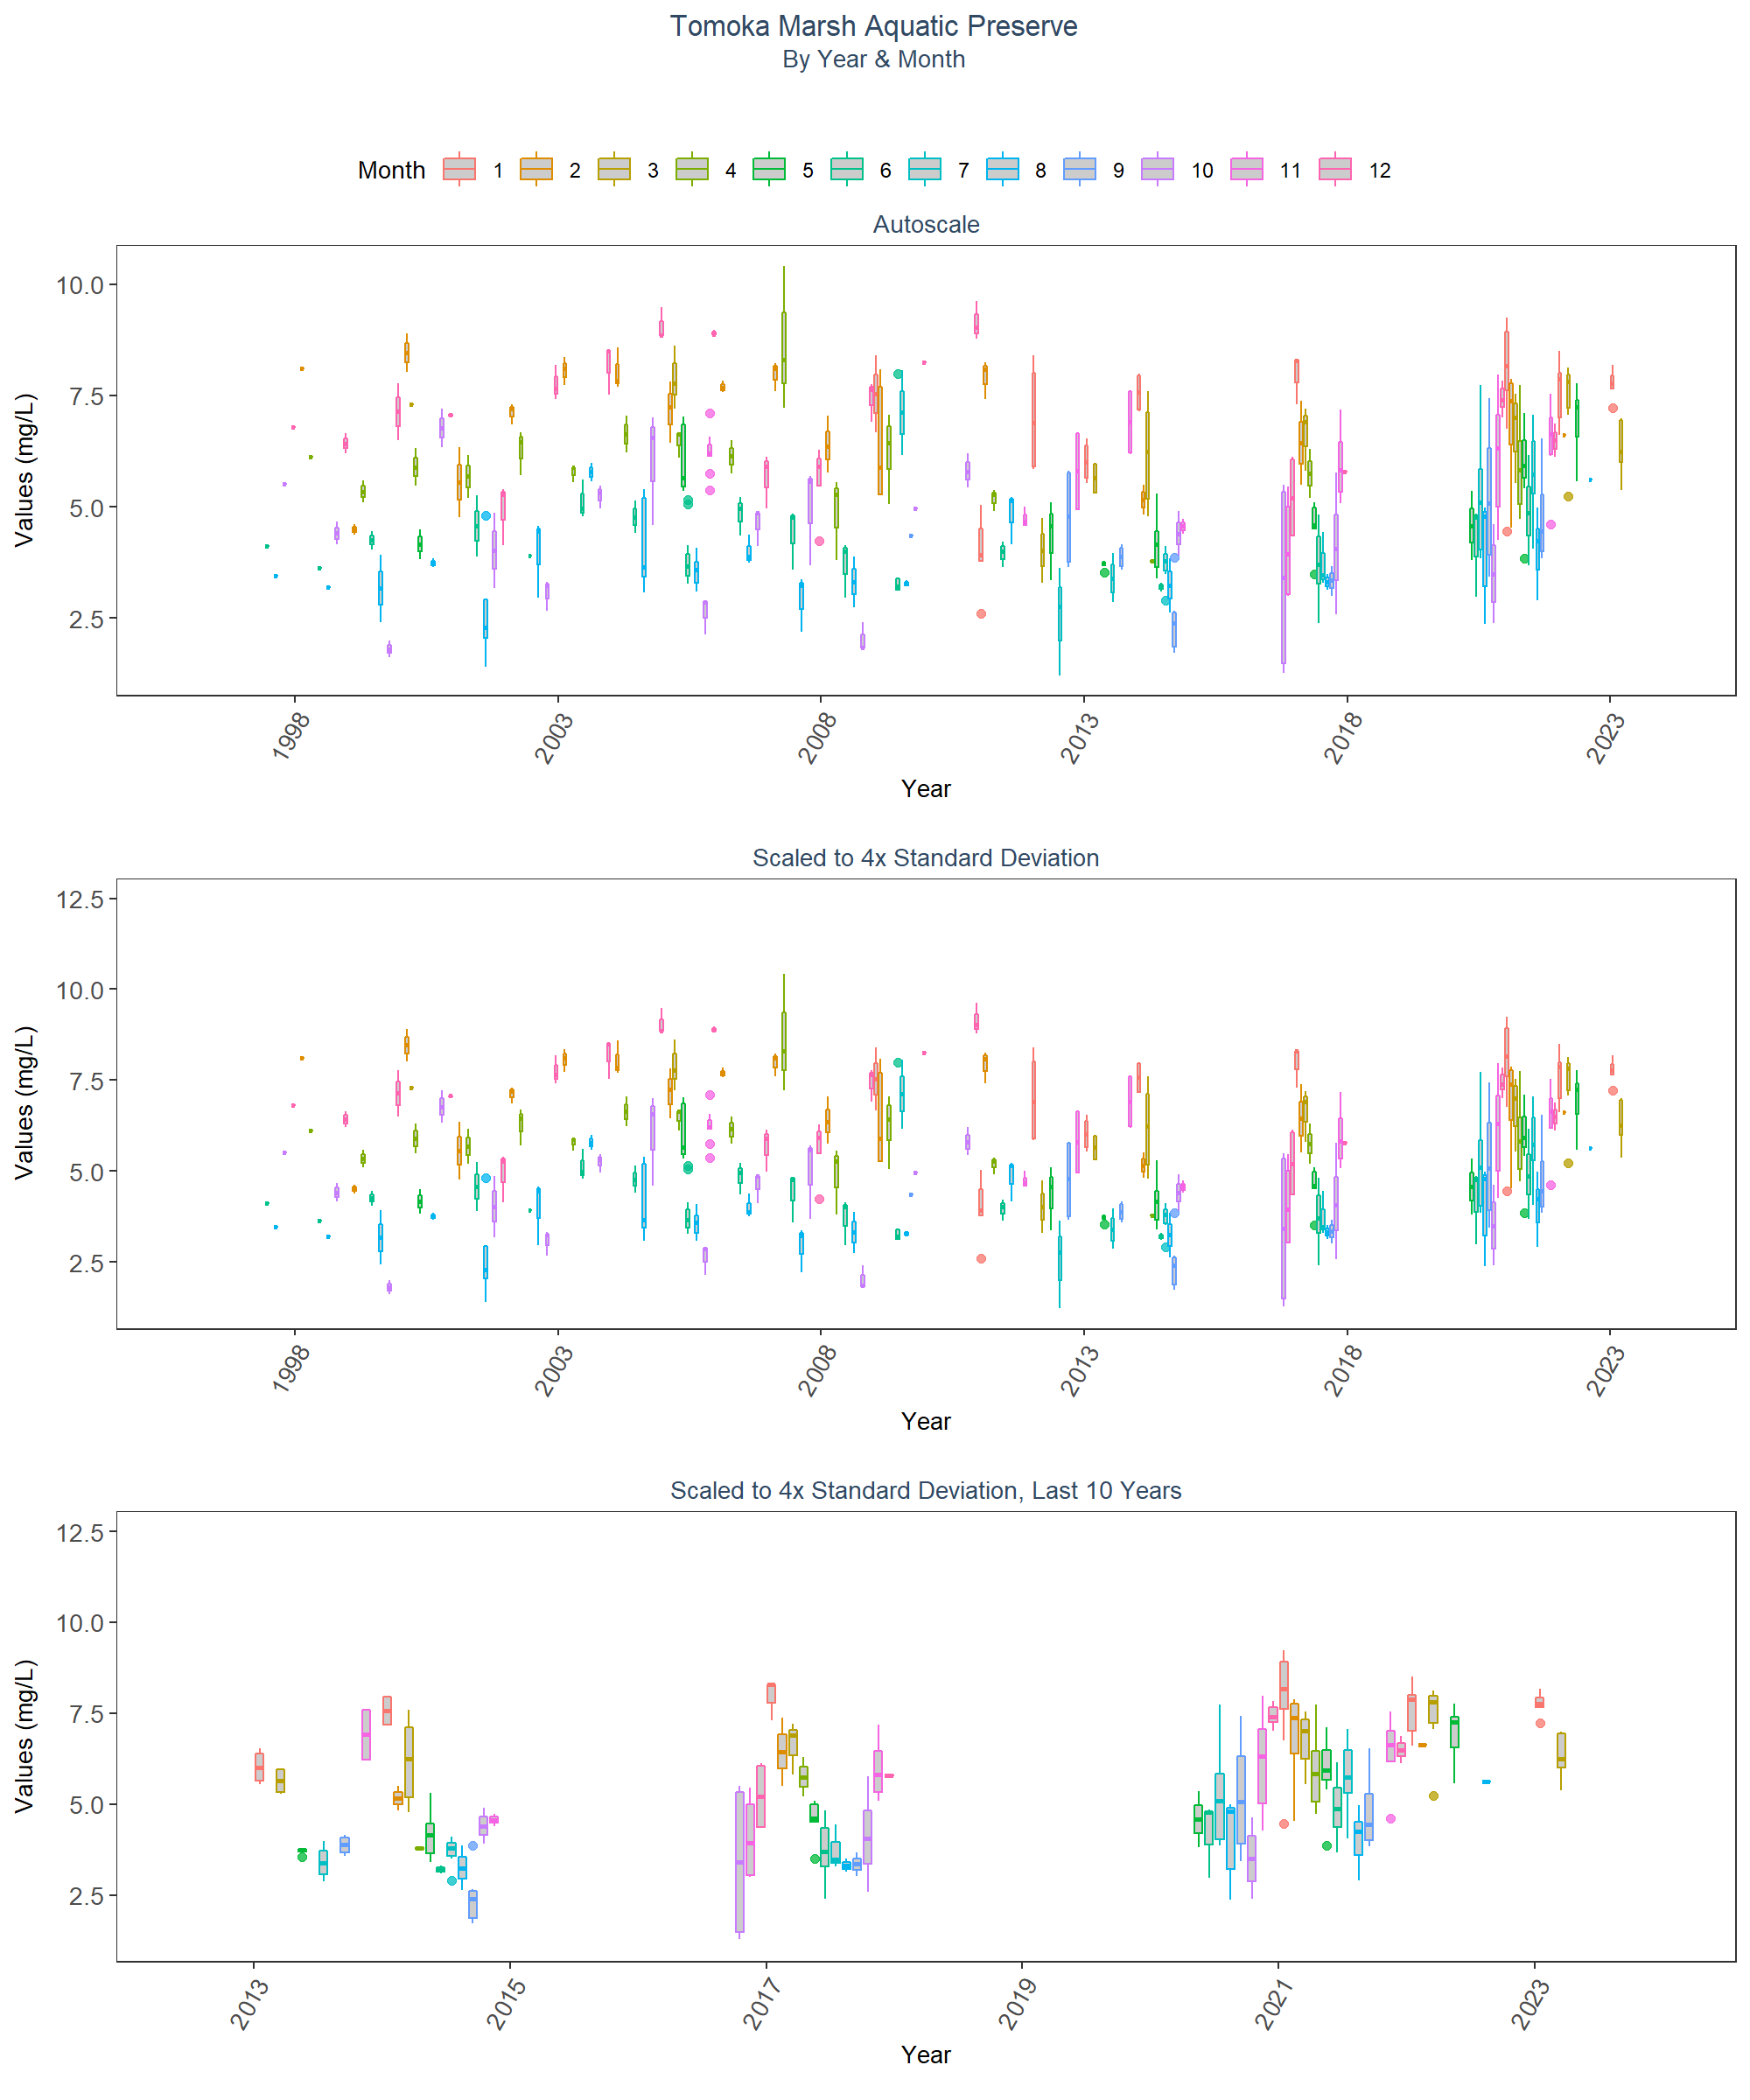 Tomoka Marsh Aquatic Preserve
By Year & Month
Month 1 2 3 4 5 6 7 8 9 10 11 12
Autoscale
Values (mg/L)
10.0
7.5
5.0
2.5
1998 2003 2008 2013 2018 2023
Year
Scaled to 4x Standard Deviation
Values (mg/L)
12.5
10.0
7.5
5.0
2.5
1998 2003 2008 2013 2018 2023
Year
Scaled to 4x Standard Deviation, Last 10 Years
Values (mg/L)
12.5
10.0
7.5
5.0
2.5
2013 2015 2017 2019 2021 2023
Year